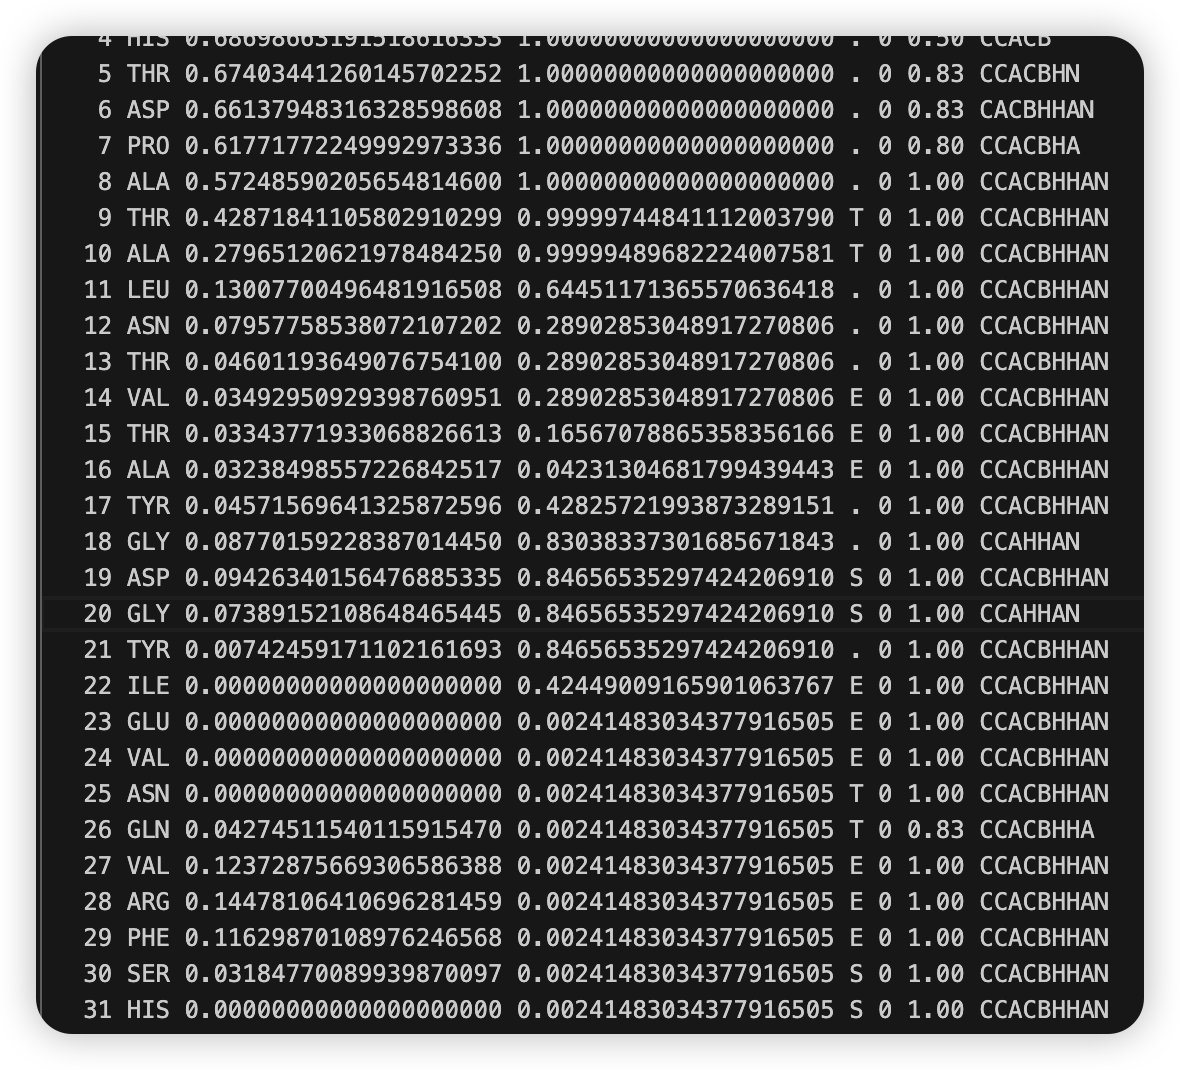 4 HIS 0.68698663191518616333 1.00000000000000000000 . 0 0.50 CCACB
5 THR 0.67403441260145702252 1.00000000000000000000 . 0 0.83 CCACBHN
6 ASP 0.66137948316328598608 1.00000000000000000000 . 0 0.83 CACBHHAN
7 PRO 0.61771772249992973336 1.00000000000000000000 . 0 0.80 CCACBHA
8 ALA 0.57248590205654814600 1.00000000000000000000 . 0 1.00 CCACBHHAN
9 THR 0.42871841105802910299 0.99999744841112003790 T 0 1.00 CCACBHHAN
10 ALA 0.27965120621978484250 0.99999489682224007581 T 0 1.00 CCACBHHAN
11 LEU 0.13007700496481916508 0.64451171365570636418 . 0 1.00 CCACBHHAN
12 ASN 0.07957758538072107202 0.28902853048917270806 . 0 1.00 CCACBHHAN
13 THR 0.04601193649076754100 0.28902853048917270806 . 0 1.00 CCACBHHAN
14 VAL 0.03492950929398760951 0.28902853048917270806 E 0 1.00 CCACBHHAN
15 THR 0.03343771933068826613 0.16567078865358356166 E 0 1.00 CCACBHHAN
16 ALA 0.03238498557226842517 0.04231304681799439443 E 0 1.00 CCACBHHAN
17 TYR 0.04571569641325872596 0.42825721993873289151 . 0 1.00 CCACBHHAN
18 GLY 0.08770159228387014450 0.83038337301685671843 . 0 1.00 CCAHHAN
19 ASP 0.09426340156476885335 0.84656535297424206910 S 0 1.00 CCACBHHAN
20 GLY 0.07389152108648465445 0.84656535297424206910 S 0 1.00 CCAHHAN
21 TYR 0.00742459171102161693 0.84656535297424206910 . 0 1.00 CCACBHHAN
22 ILE 0.00000000000000000000 0.42449009165901063767 E 0 1.00 CCACBHHAN
23 GLU 0.00000000000000000000 0.00241483034377916505 E 0 1.00 CCACBHHAN
24 VAL 0.00000000000000000000 0.00241483034377916505 E 0 1.00 CCACBHHAN
25 ASN 0.00000000000000000000 0.00241483034377916505 T 0 1.00 CCACBHHAN
26 GLN 0.04274511540115915470 0.00241483034377916505 T 0 0.83 CCACBHHA
27 VAL 0.12372875669306586388 0.00241483034377916505 E 0 1.00 CCACBHHAN
28 ARG 0.14478106410696281459 0.00241483034377916505 E 0 1.00 CCACBHHAN
29 PHE 0.11629870108976246568 0.00241483034377916505 E 0 1.00 CCACBHHAN
30 SER 0.03184770089939870097 0.00241483034377916505 S 0 1.00 CCACBHHAN
31 HIS 0.00000000000000000000 0.00241483034377916505 S 0 1.00 CCACBHHAN